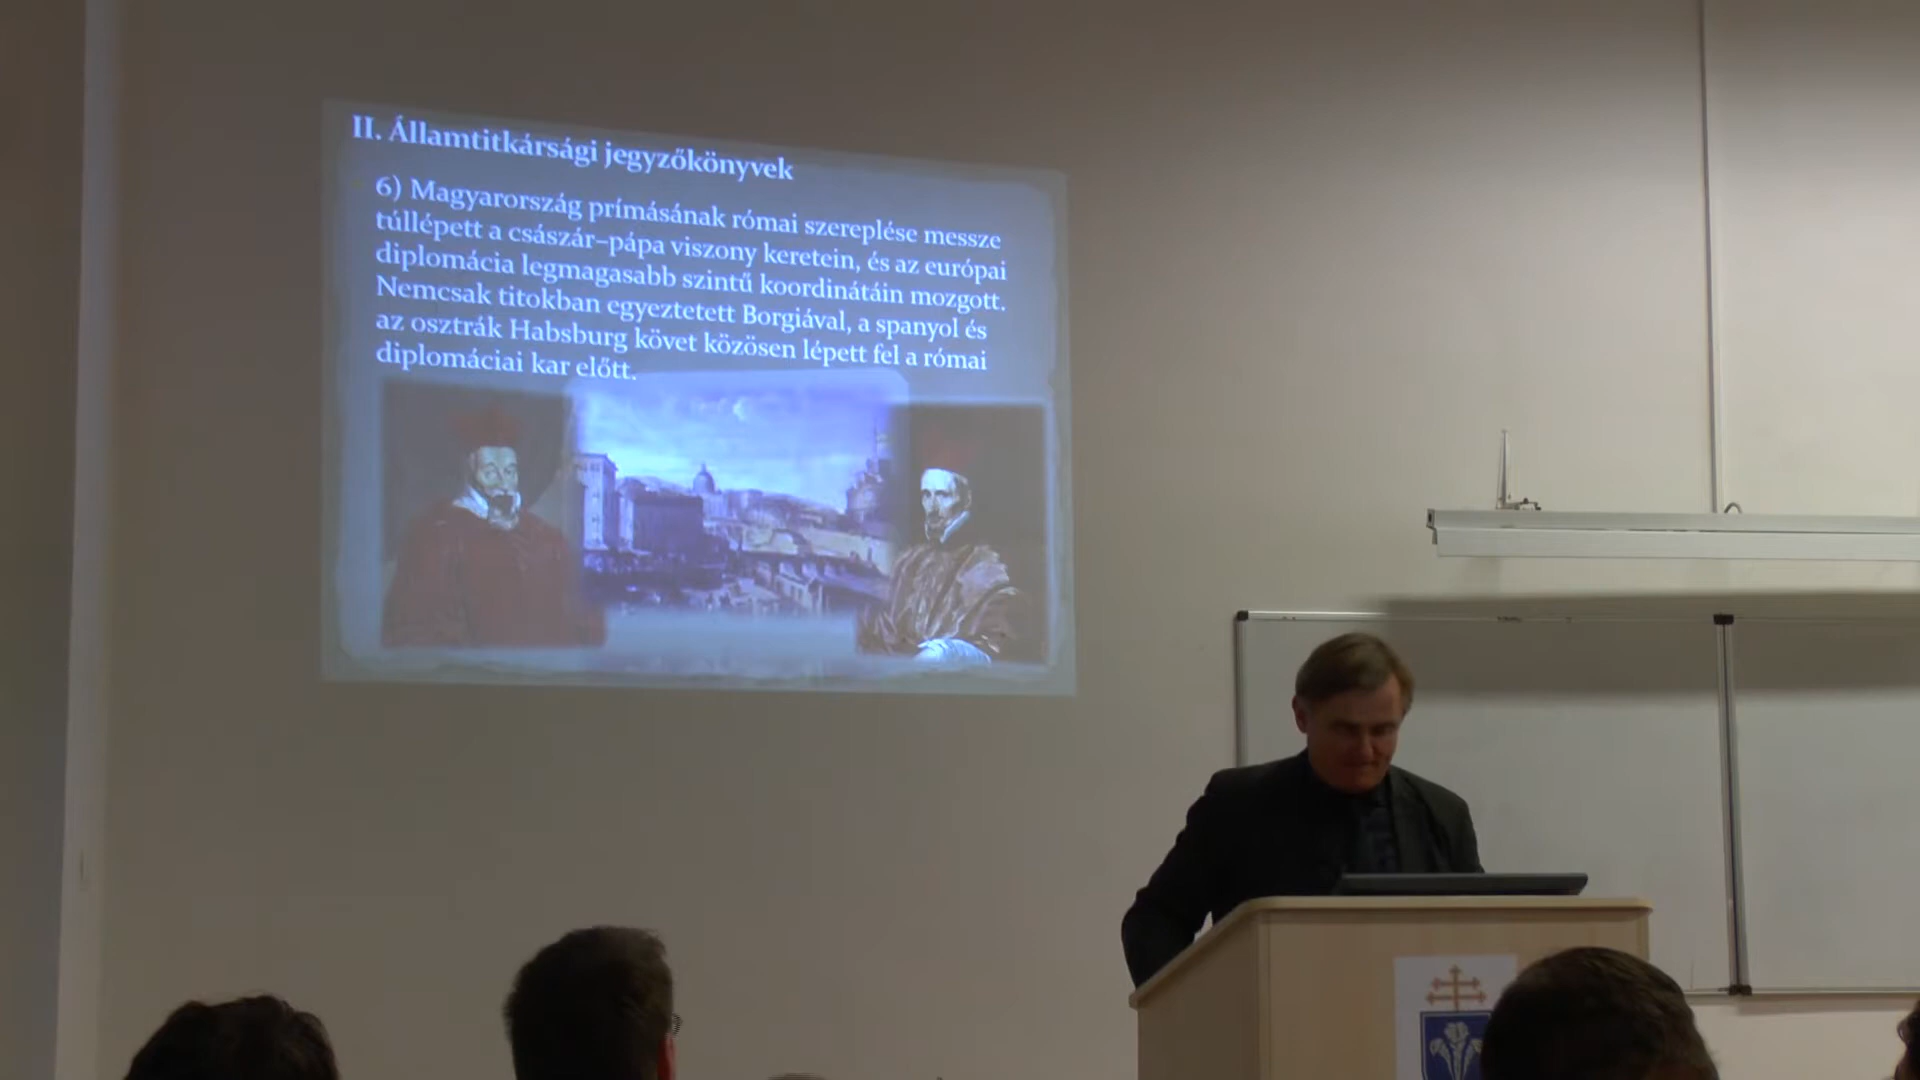 II. Államtitkársági jegyzőkönyvek
6) Magyarország prímásának római szereplése messze
túllépett a császár–pápa viszony keretein, és az európai
diplomácia legmagasabb szintű koordinátáin mozgott.
Nemcsak titokban egyeztetett Borgiával, a spanyol és
az osztrák Habsburg követ közösen lépett fel a római
diplomáciai kar előtt.